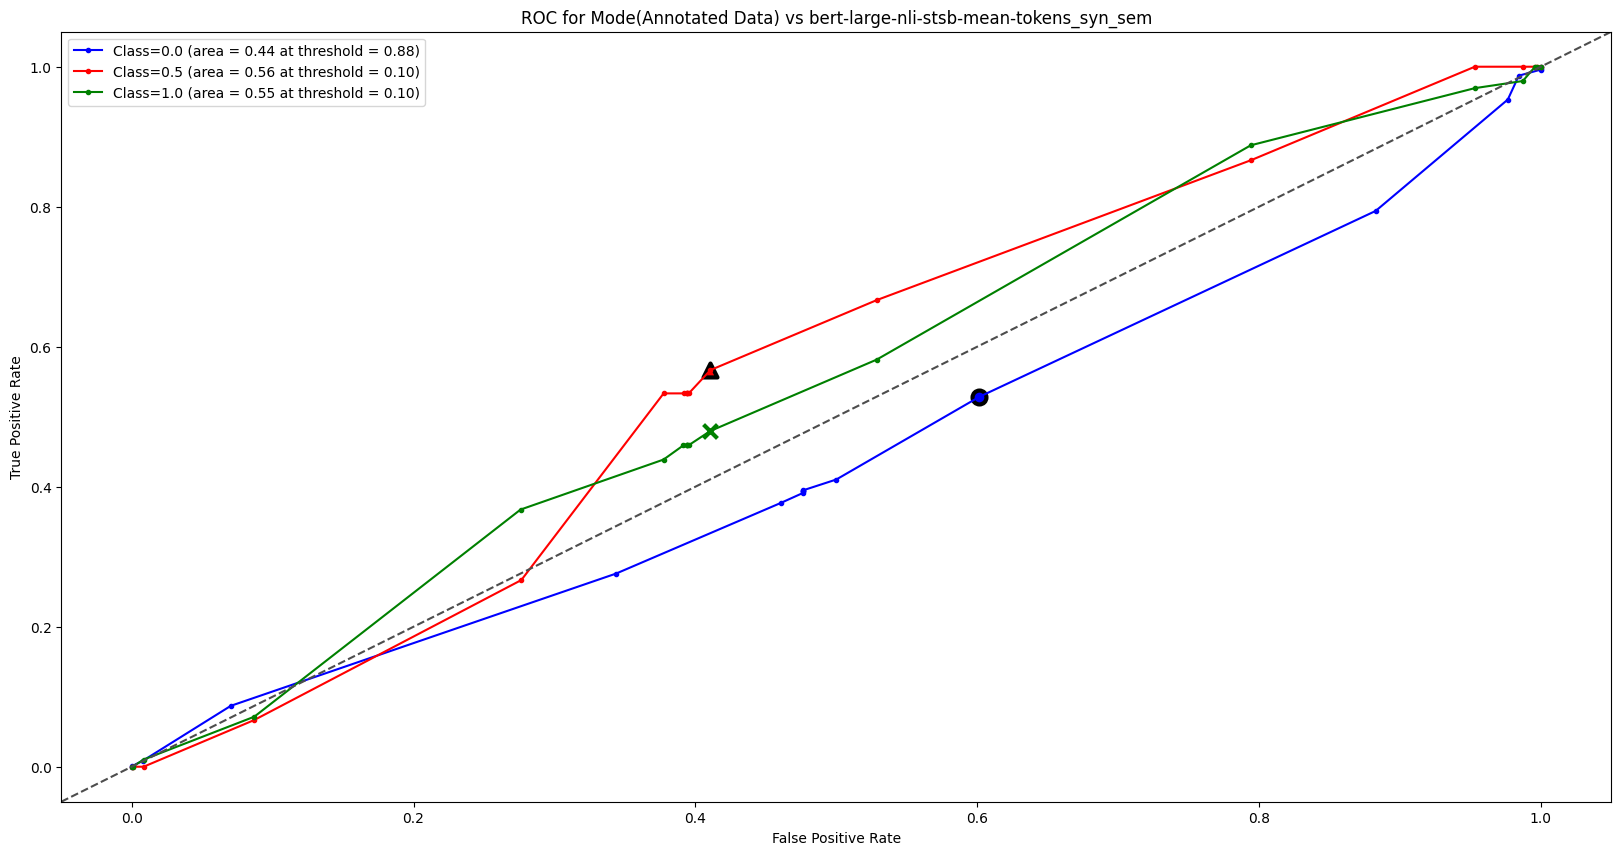 ROC for Mode(Annotated Data) vs bert-large-nli-stsb-mean-tokens_syn_sem
Class=0.0 (area = 0.44 at threshold = 0.88)
Class=0.5 (area = 0.56 at threshold = 0.10)
Class=1.0 (area = 0.55 at threshold = 0.10)
True Positive Rate
1.0
0.8
0.6
0.4
0.2
0.0
0.0 0.2 0.4 0.6 0.8 1.0
False Positive Rate